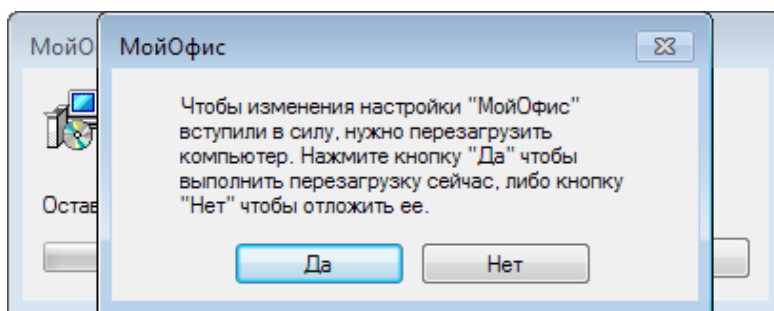 МойО
МойОфис
Чтобы изменения настройки "МойОфис"
вступили в силу, нужно перезагрузить
компьютер. Нажмите кнопку "Да" чтобы
выполнить перезагрузку сейчас, либо кнопку
"Нет" чтобы отложить ее.
Остав
Да
Нет